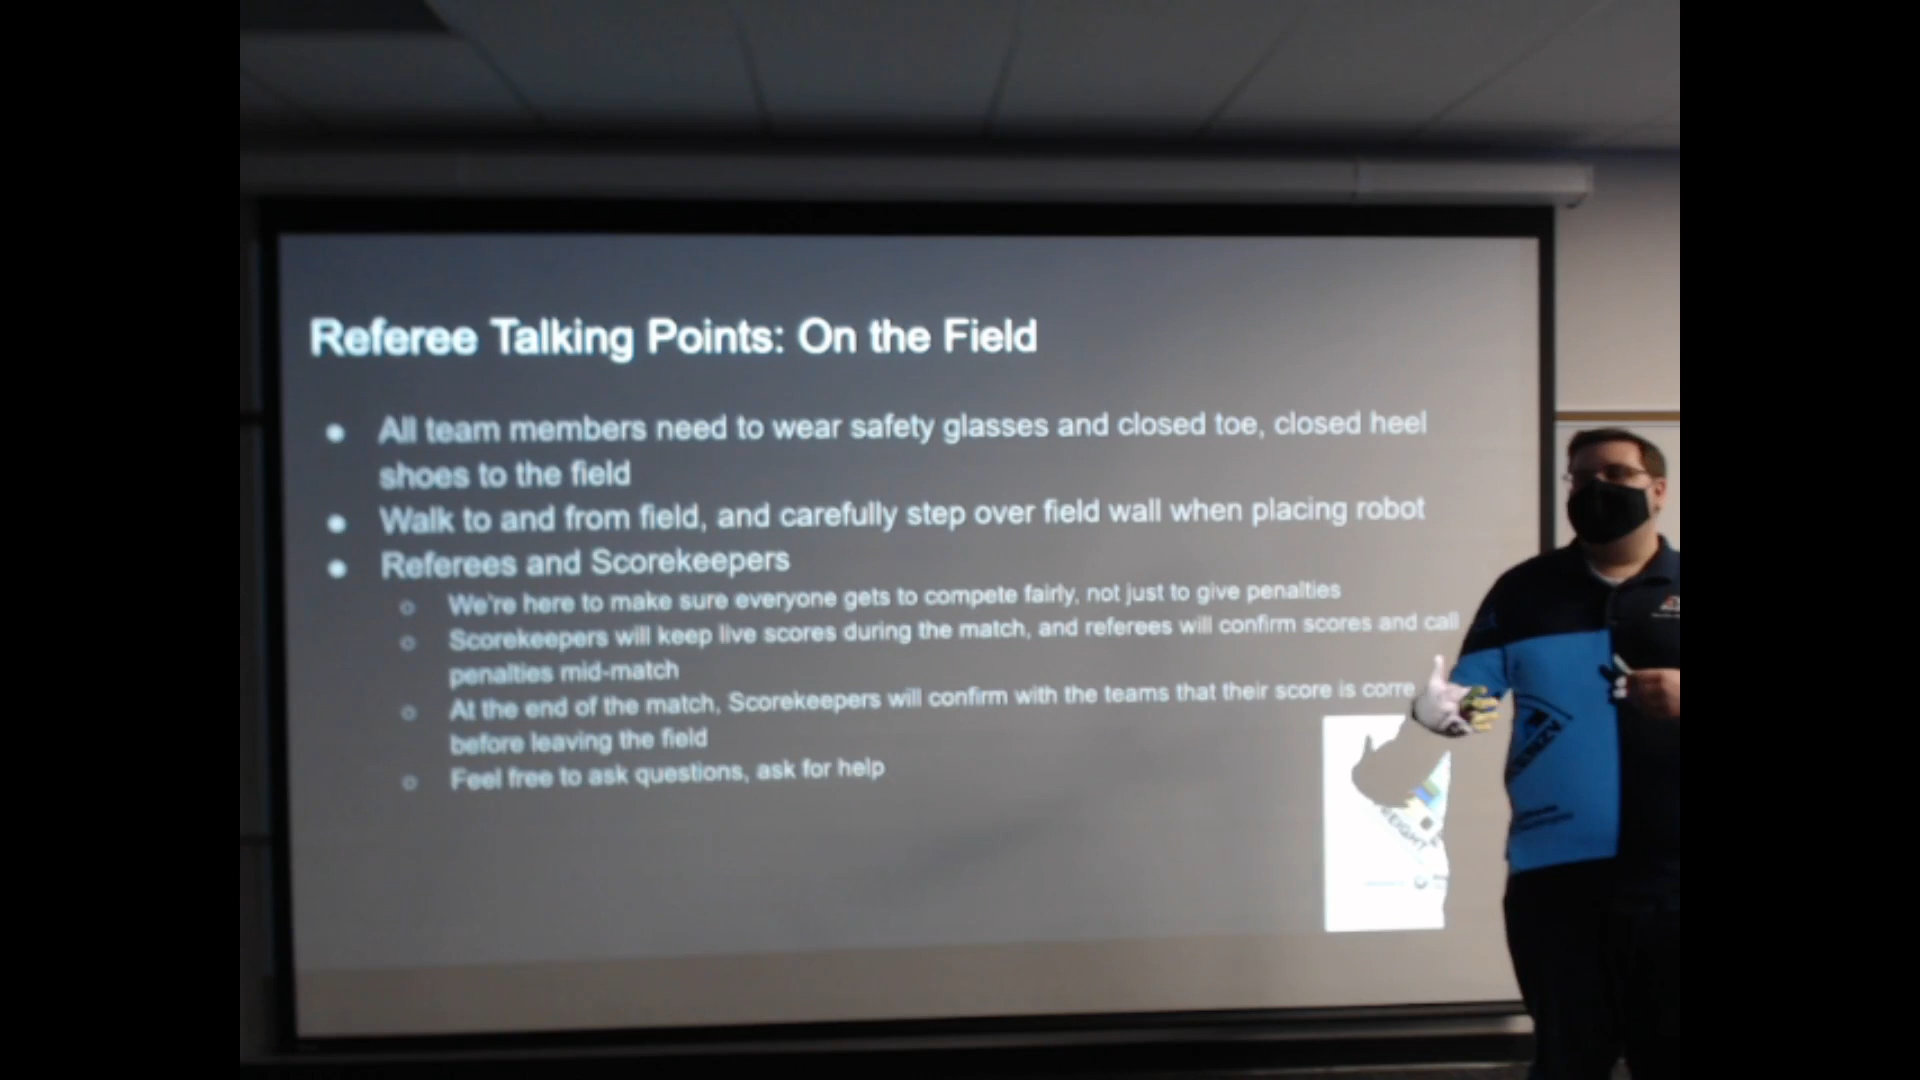 Referee Talking Points: On the Field
● All team members need to wear safety glasses and closed toe, closed heel
shoes to the field
● Walk to and from field, and carefully step over field wall when placing robot
● Referees and Scorekeepers
○ We're here to make sure everyone gets to compete fairly, not just to give penalties
○ Scorekeepers will keep live scores during the match, and referees will confirm scores and call
penalties mid-match
○ At the end of the match, Scorekeepers will confirm with the teams that their score is corre
before leaving the field
○ Feel free to ask questions, ask for help